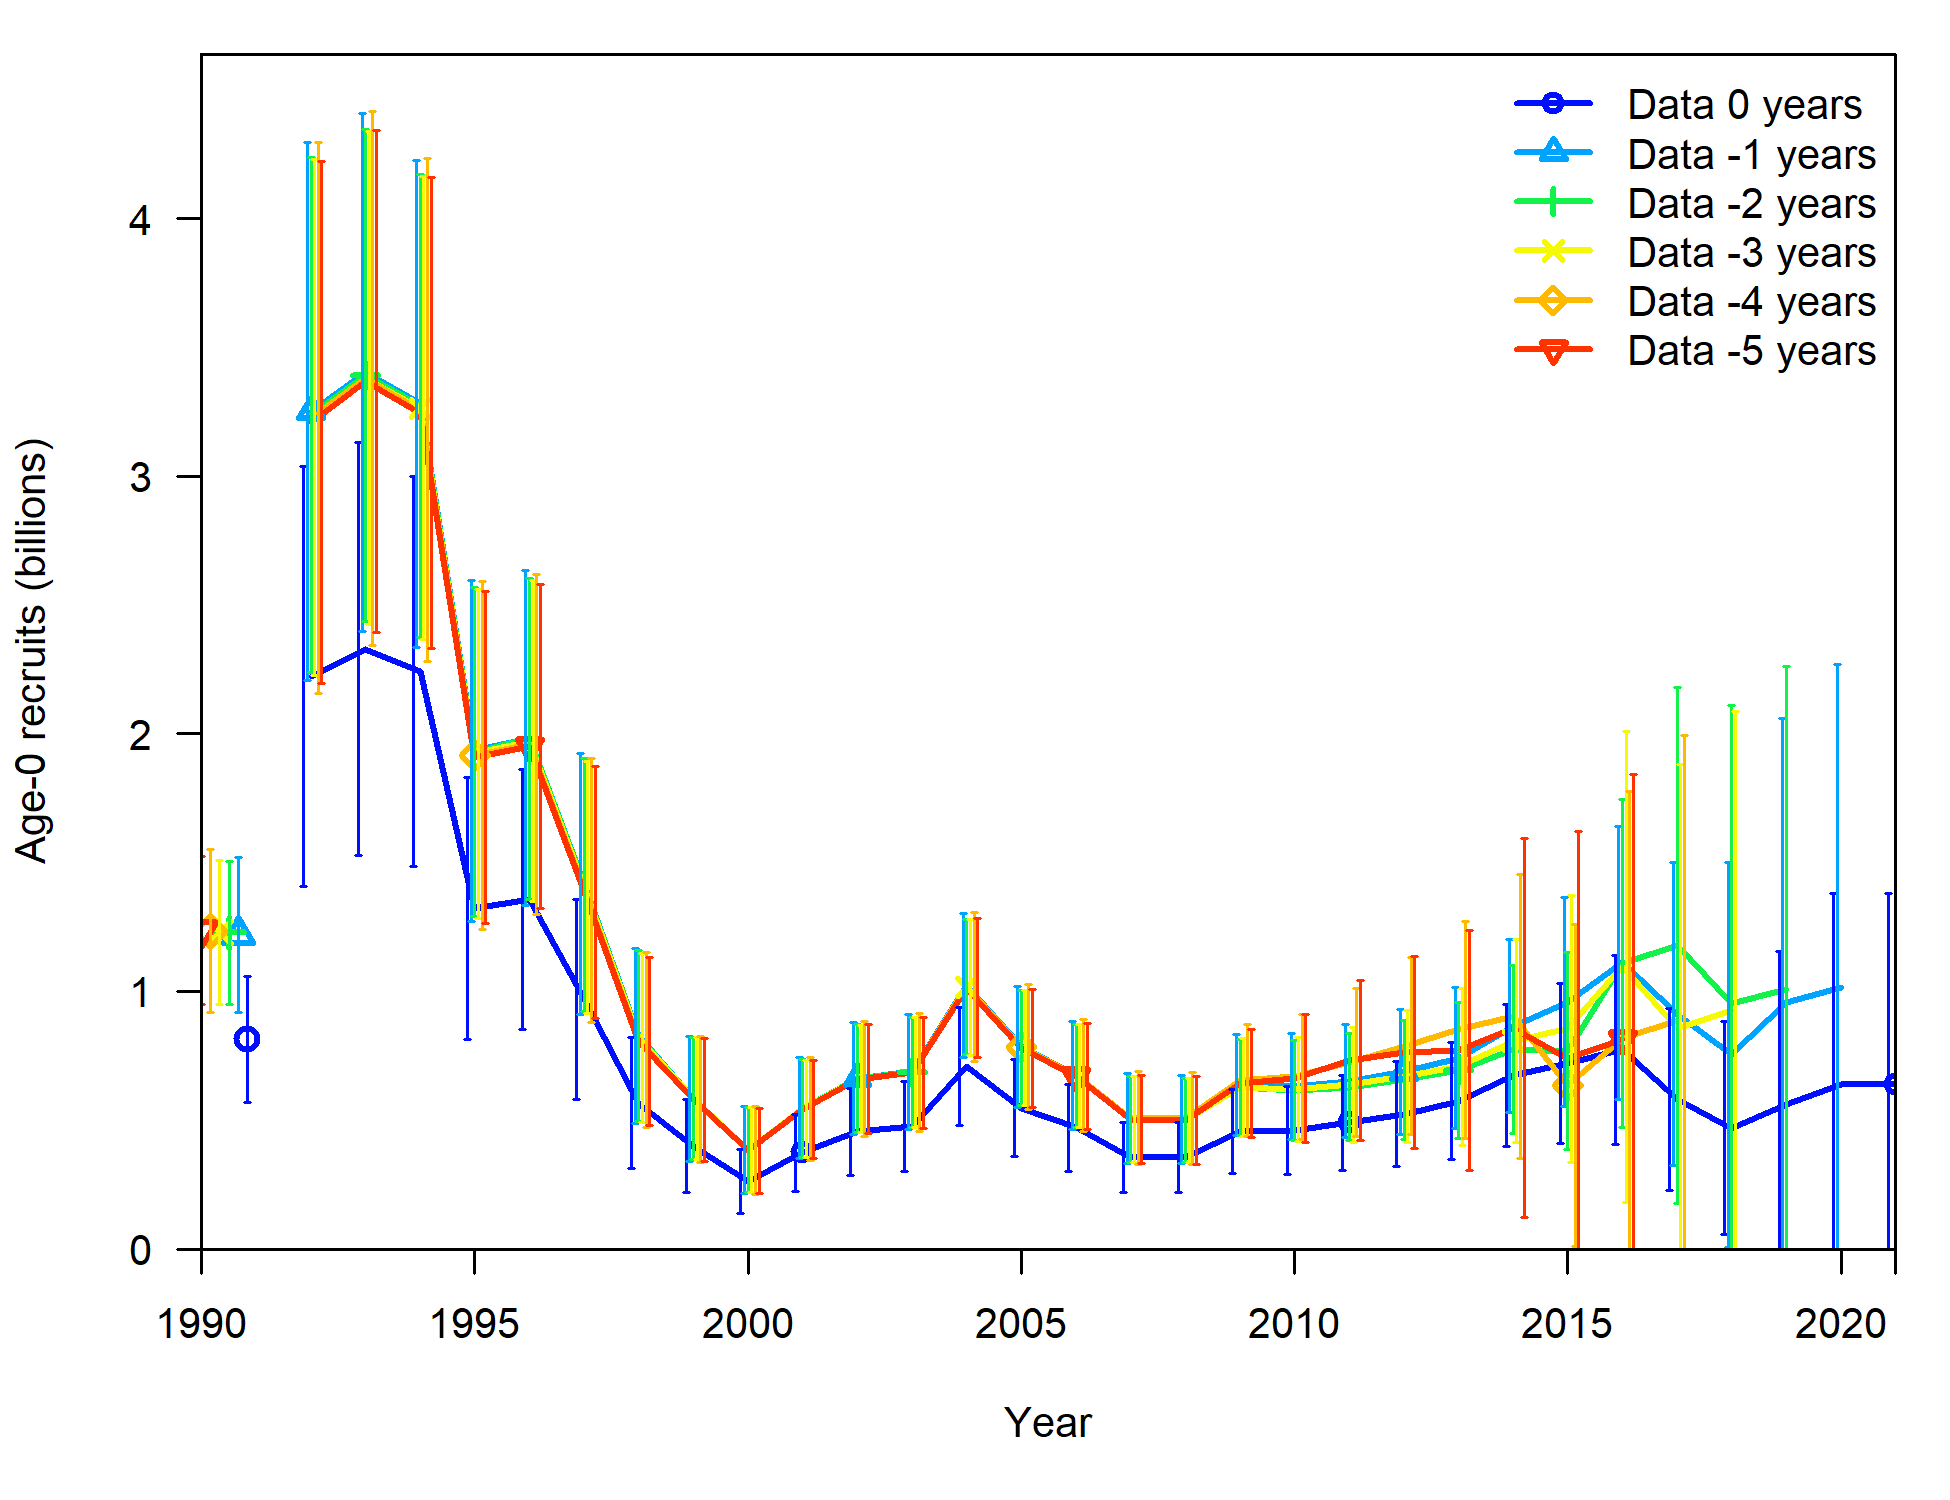 Data 0 years
Data -1 years
Data -2 years
Data -3 years
Data -4 years
Data -5 years
Age-0 recruits (billions)
4
3
2
1
0
1990 1995 2000 2005 2010 2015 2020
Year